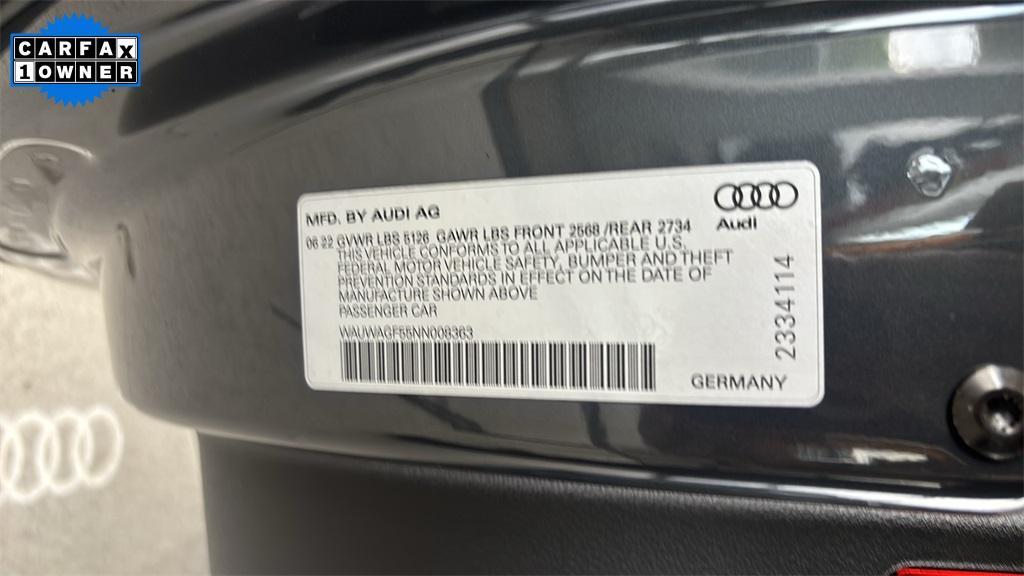 CARFAX
1 OWNER
MFD. BY AUDI AG
Audi
06.22 GVWR LBS 5126 GAWR LBS FRONT 2568 /REAR 2734
THIS VEHICLE CONFORMS TO ALL APPLICABLE U.S.
FEDERAL MOTOR VEHICLE SAFETY, BUMPER AND THEFT
PREVENTION STANDARDS IN EFFECT ON THE DATE OF
MANUFACTURE SHOWN ABOVE
PASSENGER CAR
WAUWAGF55NN008363
2334114
GERMANY